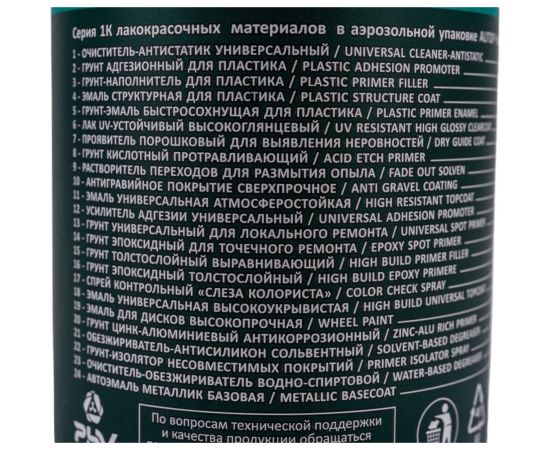 Серия 1К лакокрасочных материалов в аэрозольной упаковке
1 - ОЧИСТИТЕЛЬ-АНТИСТАТИК УНИВЕРСАЛЬНЫЙ / UNIVERSAL CLEANER-ANTISTATIC
2 - ГРУНТ АДГЕЗИОННЫЙ ДЛЯ ПЛАСТИКА / PLASTIC ADHESION PROMOTER
3 - ГРУНТ-НАПОЛНИТЕЛЬ ДЛЯ ПЛАСТИКА / PLASTIC PRIMER FILLER
4 - ЭМАЛЬ СТРУКТУРНАЯ ДЛЯ ПЛАСТИКА / PLASTIC STRUCTURE COAT
5 - ГРУНТ-ЭМАЛЬ БЫСТРОСОХНУЩАЯ ДЛЯ ПЛАСТИКА / PLASTIC PRIMER ENAMEL
6 - ЛАК UV-УСТОЙЧИВЫЙ ВЫСОКОГЛЯНЦЕВЫЙ / UV RESISTANT HIGH GLOSSY CLEARCOAT
7 - ПРОЯВИТЕЛЬ ПОРОШКОВЫЙ ДЛЯ ВЫЯВЛЕНИЯ НЕРОВНОСТЕЙ / DRY GUIDE COAT
8 - ГРУНТ КИСЛОТНЫЙ ПРОТРАВЛИВАЮЩИЙ / ACID ETCH PRIMER
9 - РАСТВОРИТЕЛЬ ПЕРЕХОДОВ ДЛЯ РАЗМЫТИЯ ОПЫЛА / FADE OUT SOLVEN
10 - АНТИГРАВИЙНОЕ ПОКРЫТИЕ СВЕРХПРОЧНОЕ / ANTI GRAVEL COATING
11 - ЭМАЛЬ УНИВЕРСАЛЬНАЯ АТМОСФЕРОСТОЙКАЯ / HIGH RESISTANT TOPCOAT
12 - УСИЛИТЕЛЬ АДГЕЗИИ УНИВЕРСАЛЬНЫЙ / UNIVERSAL ADHESION PROMOTER
13 - ГРУНТ УНИВЕРСАЛЬНЫЙ ДЛЯ ЛОКАЛЬНОГО РЕМОНТА / UNIVERSAL SPOT PRIMER
14 - ГРУНТ ЭПОКСИДНЫЙ ДЛЯ ТОЧЕЧНОГО РЕМОНТА / EPOXY SPOT PRIMER
15 - ГРУНТ ТОЛСТОСЛОЙНЫЙ ВЫРАВНИВАЮЩИЙ / HIGH BUILD PRIMER FILLER
16 - ГРУНТ ЭПОКСИДНЫЙ ТОЛСТОСЛОЙНЫЙ / HIGH BUILD EPOXY PRIMERE
17 - СПРЕЙ КОНТРОЛЬНЫЙ «СЛЕЗА КОЛОРИСТА» / COLOR CHECK SPRAY
18 - ЭМАЛЬ УНИВЕРСАЛЬНАЯ ВЫСОКОУКРЫВИСТАЯ / HIGH BUILD UNIVERSAL TOPCOAT
19 - ЭМАЛЬ ДЛЯ ДИСКОВ ВЫСОКОПРОЧНАЯ / WHEEL PAINT
20 - ГРУНТ ЦИНК-АЛЮМИНИЕВЫЙ АНТИКОРРОЗИОННЫЙ / ZINC-ALU RICH PRIMER
21 - ОБЕЗЖИРИВАТЕЛЬ-АНТИСИЛИКОН СОЛЬВЕНТНЫЙ / SOLVENT-BASED DEGREASER
22 - ГРУНТ-ИЗОЛЯТОР НЕСОВМЕСТИМЫХ ПОКРЫТИЙ / PRIMER ISOLATOR SPRAY
23 - ОЧИСТИТЕЛЬ-ОБЕЗЖИРИВАТЕЛЬ ВОДНО-СПИРТОВОЙ / WATER-BASED DEGREASER
24 - АВТОЭМАЛЬ МЕТАЛЛИК БАЗОВАЯ / METALLIC BASECOAT
По вопросам технической поддержки
и качества продукции обращаться